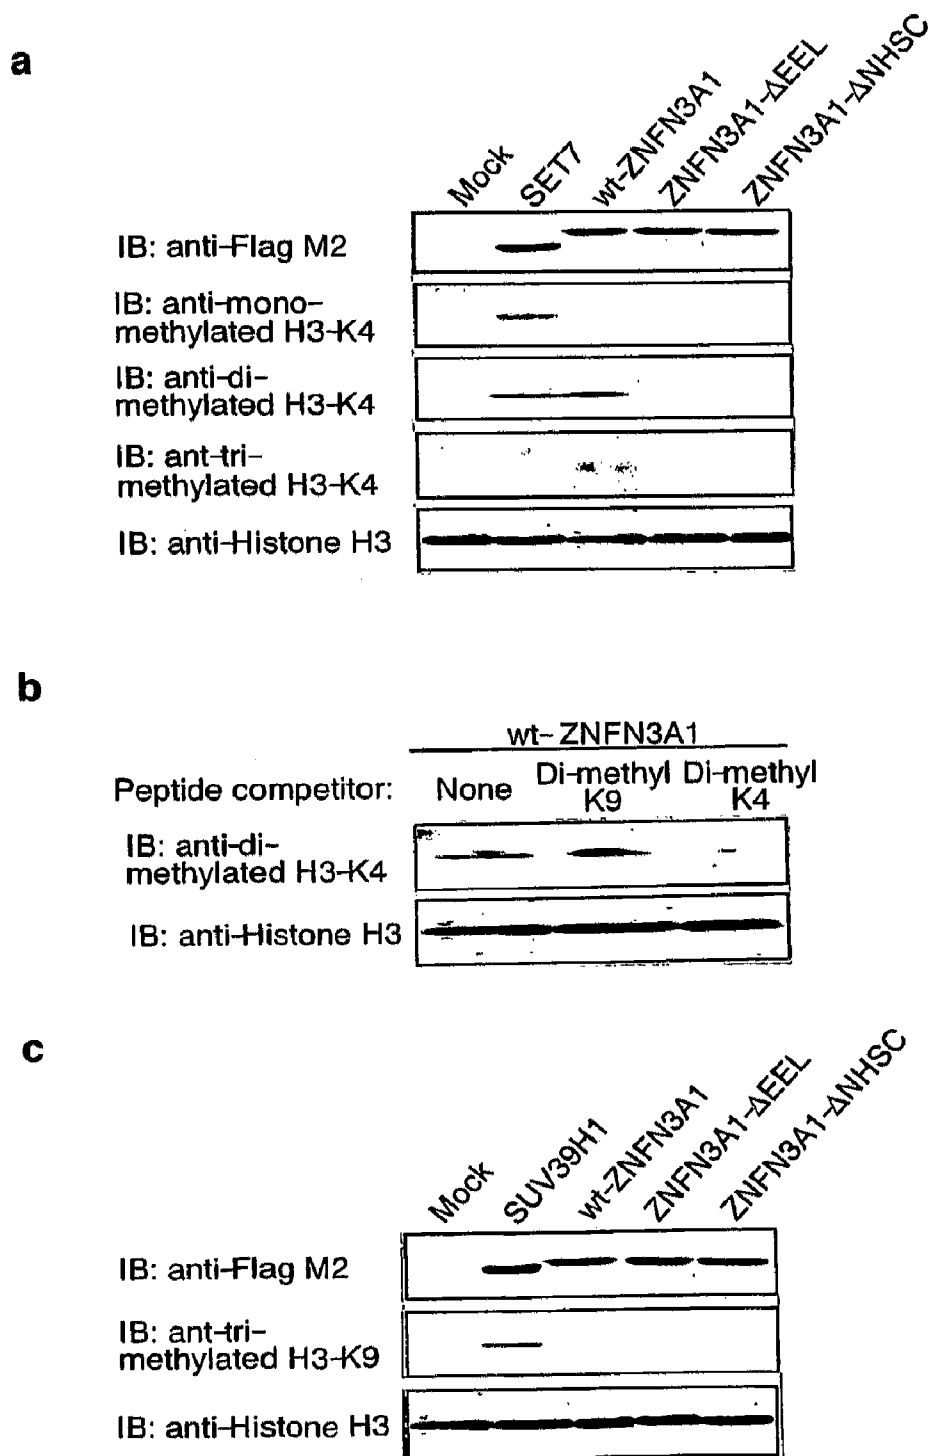 a
Mock
SET7
wt-ZNFN3A1
ZNFN3A1-ΔEEL
ZNFN3A1-ΔNHSC
IB: anti-Flag M2
IB: anti-mono-
methylated H3-K4
IB: anti-di-
methylated H3-K4
IB: ant-tri-
methylated H3-K4
IB: anti-Histone H3
b
wt- ZNFN3A1
Peptide competitor:
None
Di-methyl
K9
Di-methyl
K4
IB: anti-di-
methylated H3-K4
IB: anti-Histone H3
c
Mock
SUV39H1
wt-ZNFN3A1
ZNFN3A1-ΔEEL
ZNFN3A1-ΔNHSC
IB: anti-Flag M2
IB: ant-tri-
methylated H3-K9
IB: anti-Histone H3